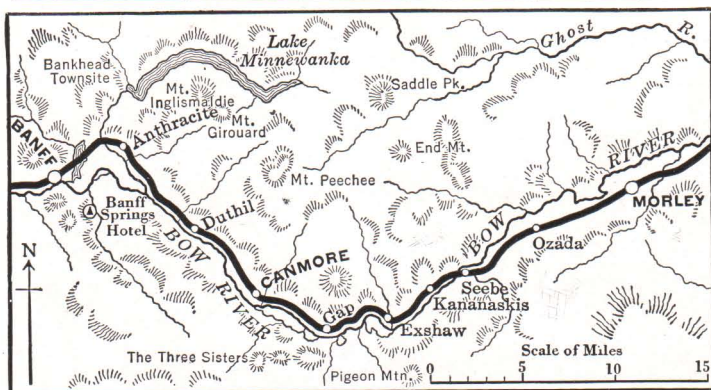 Lake
Minnewanka
Ghost R.
Bankhead
Townsite
Mt.
Inglismaldie
Saddle Pk.
Anthracite
Mt.
Girouard
BANFF
End Mt.
Mt. Peechee
BOW RIVER
MORLEY
Banff
Springs
Hotel
Duthil
BOW RIVER
Ozada
N
CANMORE
Seebe
Kananaskis
Gap
Exshaw
The Three Sisters
Pigeon Mtn.
Scale of Miles
0 5 10 15